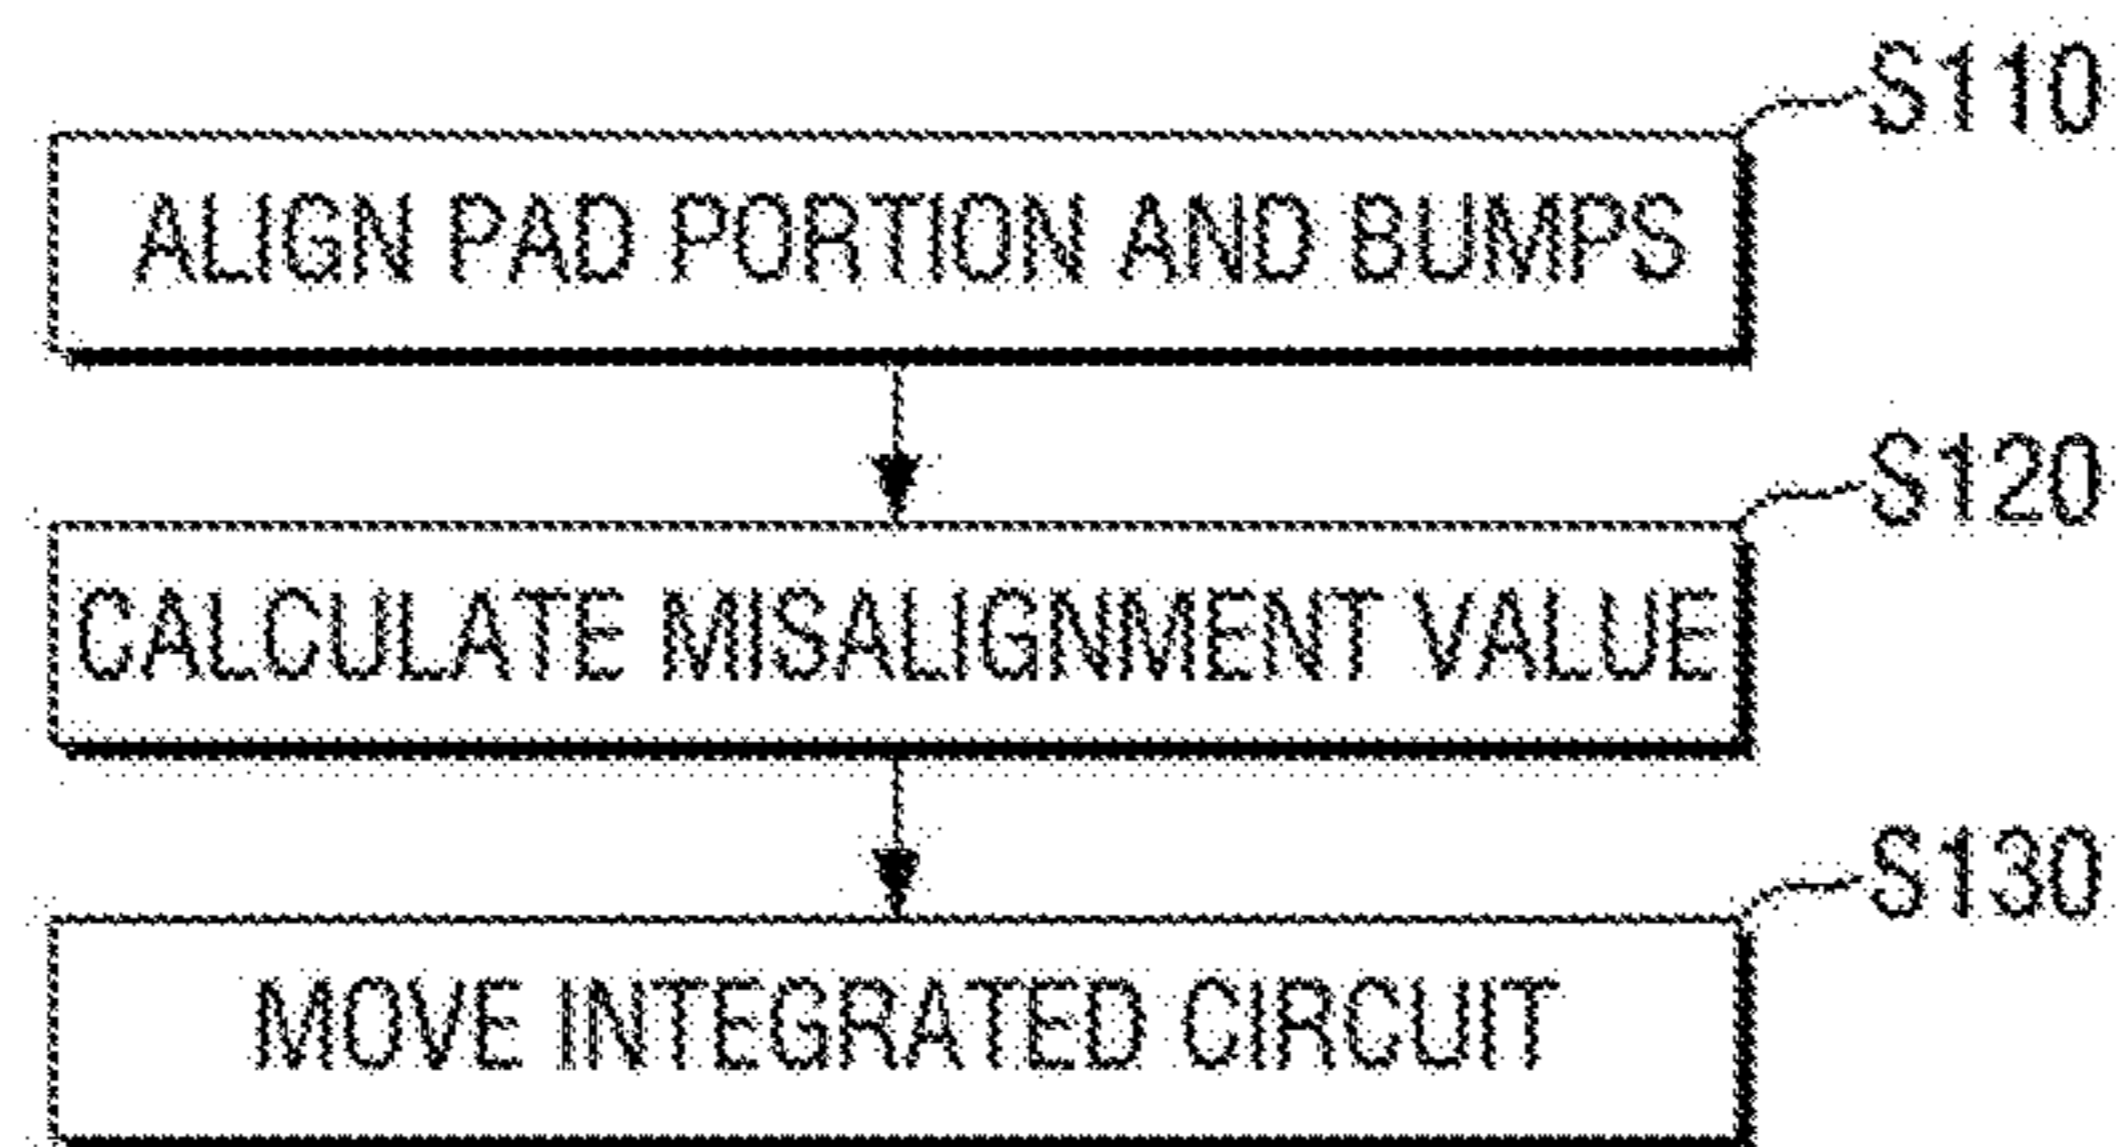 S110
ALIGN PAD PORTION AND BUMPS
S120
CALCULATE MISALIGNMENT VALUE
S130
MOVE INTEGRATED CIRCUIT